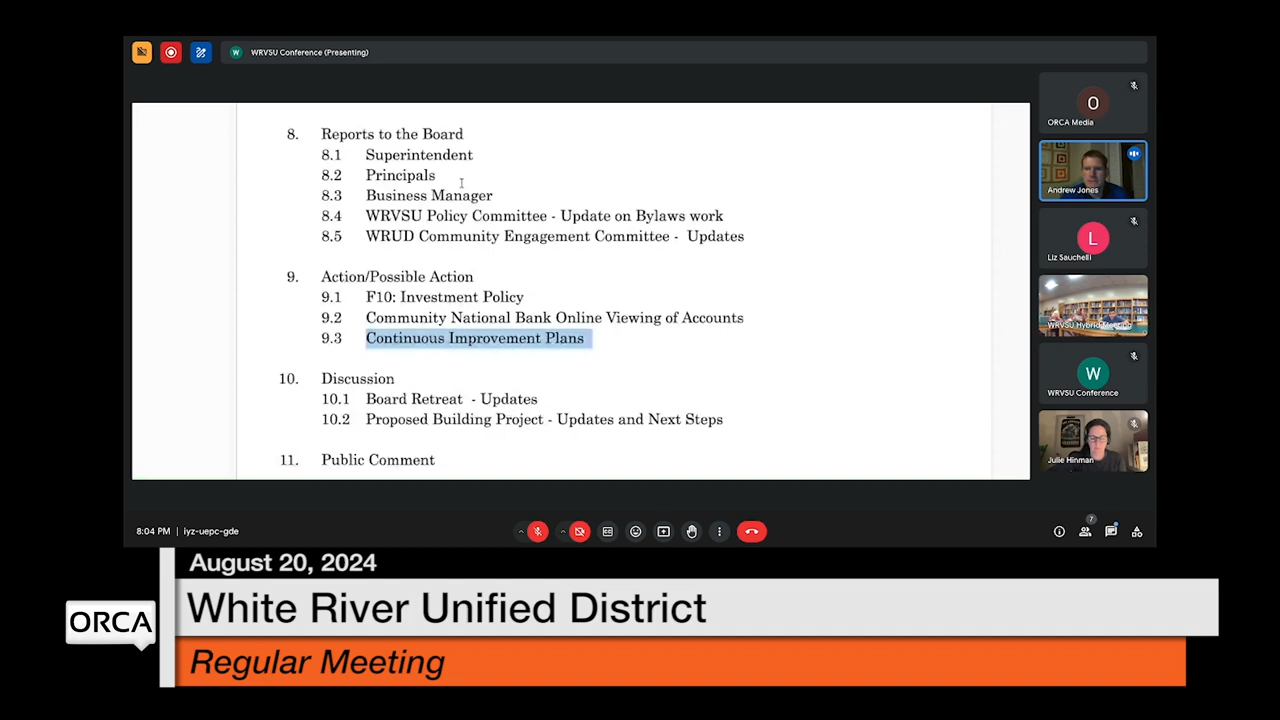 W WRVSU Conference (Presenting)
8. Reports to the Board
8.1 Superintendent
8.2 Principals
8.3 Business Manager
8.4 WRVSU Policy Committee - Update on Bylaws work
8.5 WRUD Community Engagement Committee - Updates
9. Action/Possible Action
9.1 F10: Investment Policy
9.2 Community National Bank Online Viewing of Accounts
9.3 Continuous Improvement Plans
10. Discussion
10.1 Board Retreat - Updates
10.2 Proposed Building Project - Updates and Next Steps
11. Public Comment
O
ORCA Media
Andrew Jones
L
Liz Sauchelli
WRVSU Hybrid Meeting
W
WRVSU Conference
Julie Hinman
8:04 PM | iyz-uepc-gde
7
August 20, 2024
ORCA
White River Unified District
Regular Meeting